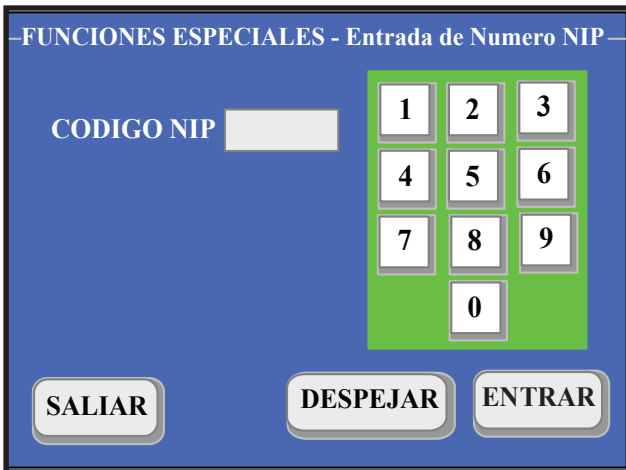 FUNCIONES ESPECIALES - Entrada de Numero NIP
CODIGO NIP
1 2 3
4 5 6
7 8 9
0
SALIAR DESPEJAR ENTRAR